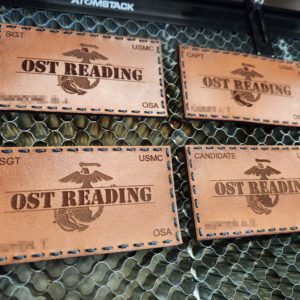 ATOMSTACK
SGT USMC
OST READING
OSA
CAPT
OST READING
SGT USMC
OST READING
OSA
CANDIDATE
OST READING